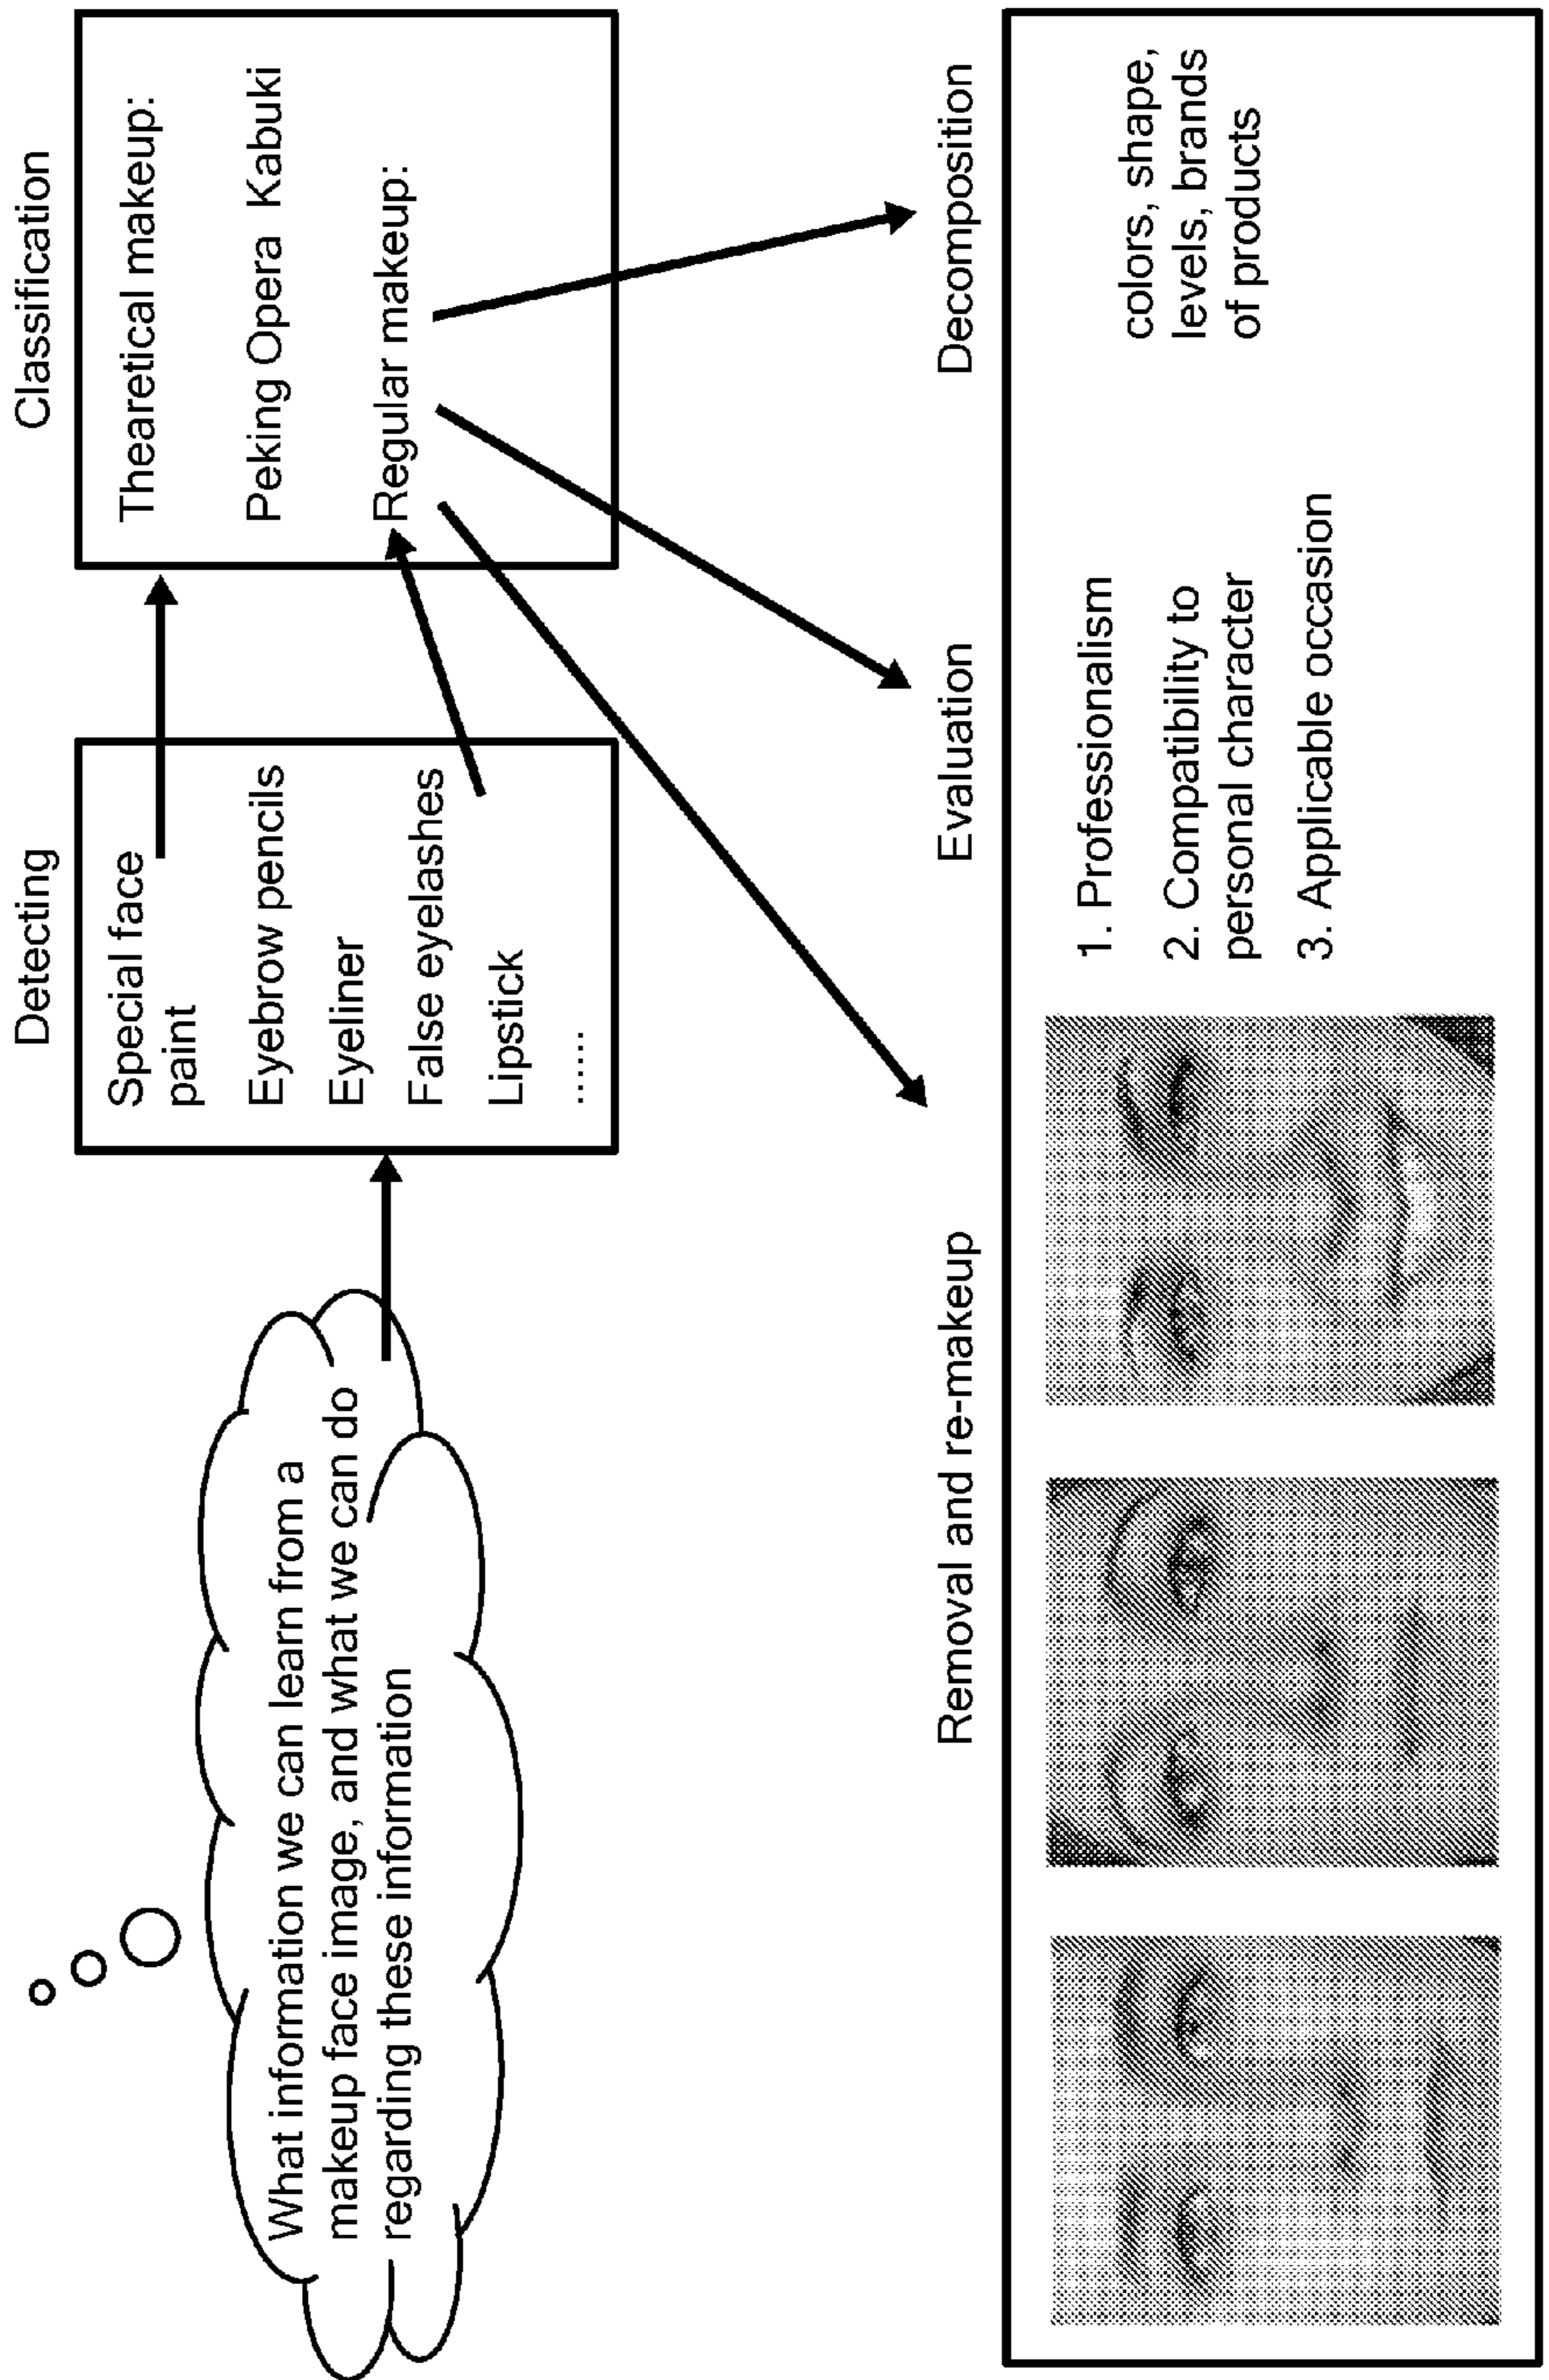 What information we can learn from a
makeup face image, and what we can do
regarding these information
Detecting
Special face
paint
Eyebrow pencils
Eyeliner
False eyelashes
Lipstick
.......
Classification
Thearetical makeup:
Peking Opera Kabuki
Regular makeup:
Removal and re-makeup
Evaluation
1. Professionalism
2. Compatibility to
personal character
3. Applicable occasion
Decomposition
colors, shape,
levels, brands
of products